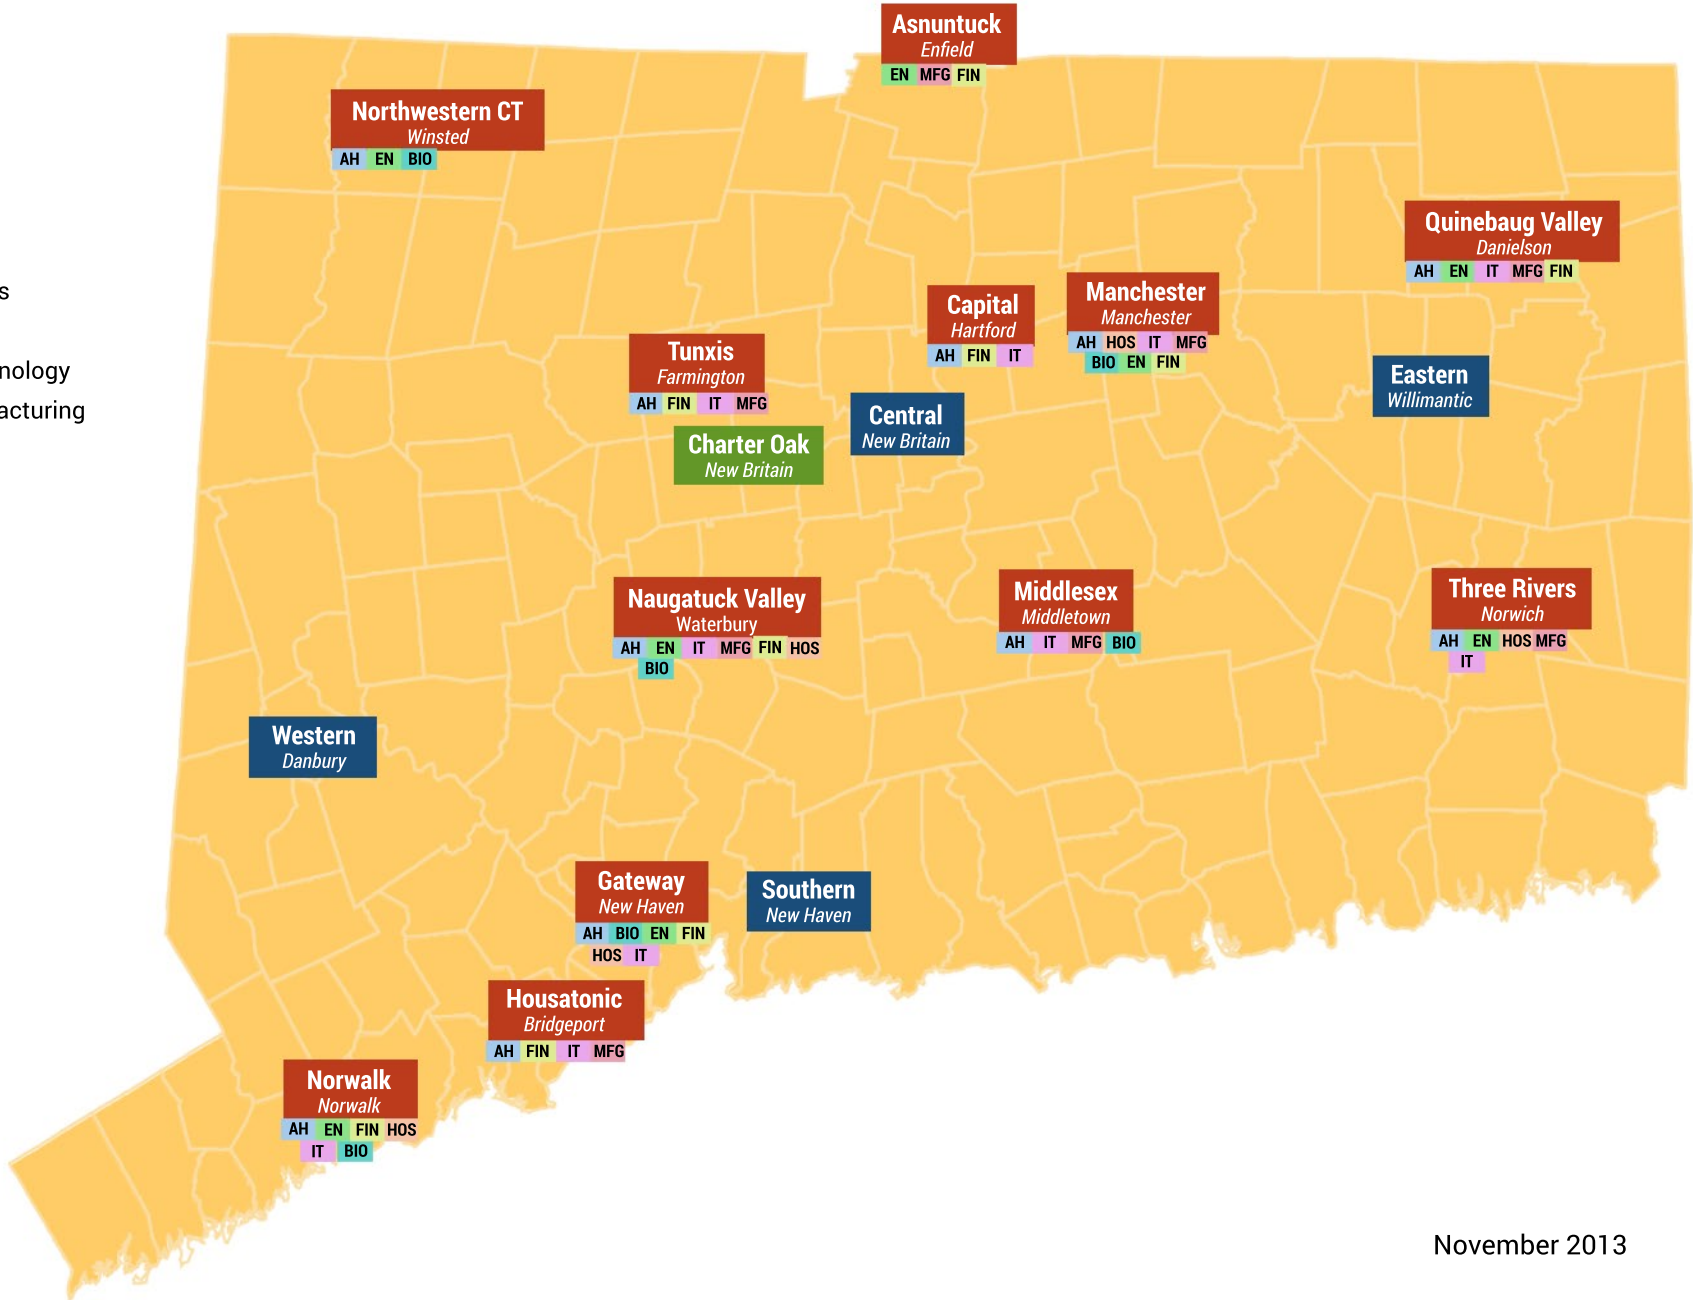 Asnuntuck
Enfield
EN MFG FIN
Northwestern CT
Winsted
AH EN BIO
Quinebaug Valley
Danielson
AH EN IT MFG FIN
s
nology
acturing
Capital
Hartford
AH FIN IT
Manchester
Manchester
AH HOS IT MFG
BIO EN FIN
Tunxis
Farmington
AH FIN IT MFG
Eastern
Willimantic
Central
New Britain
Charter Oak
New Britain
Naugatuck Valley
Waterbury
AH EN IT MFG FIN HOS
BIO
Middlesex
Middletown
AH IT MFG BIO
Three Rivers
Norwich
AH EN HOS MFG
IT
Western
Danbury
Gateway
New Haven
AH BIO EN FIN
HOS IT
Southern
New Haven
Housatonic
Bridgeport
AH FIN IT MFG
Norwalk
Norwalk
AH EN FIN HOS
IT BIO
November 2013